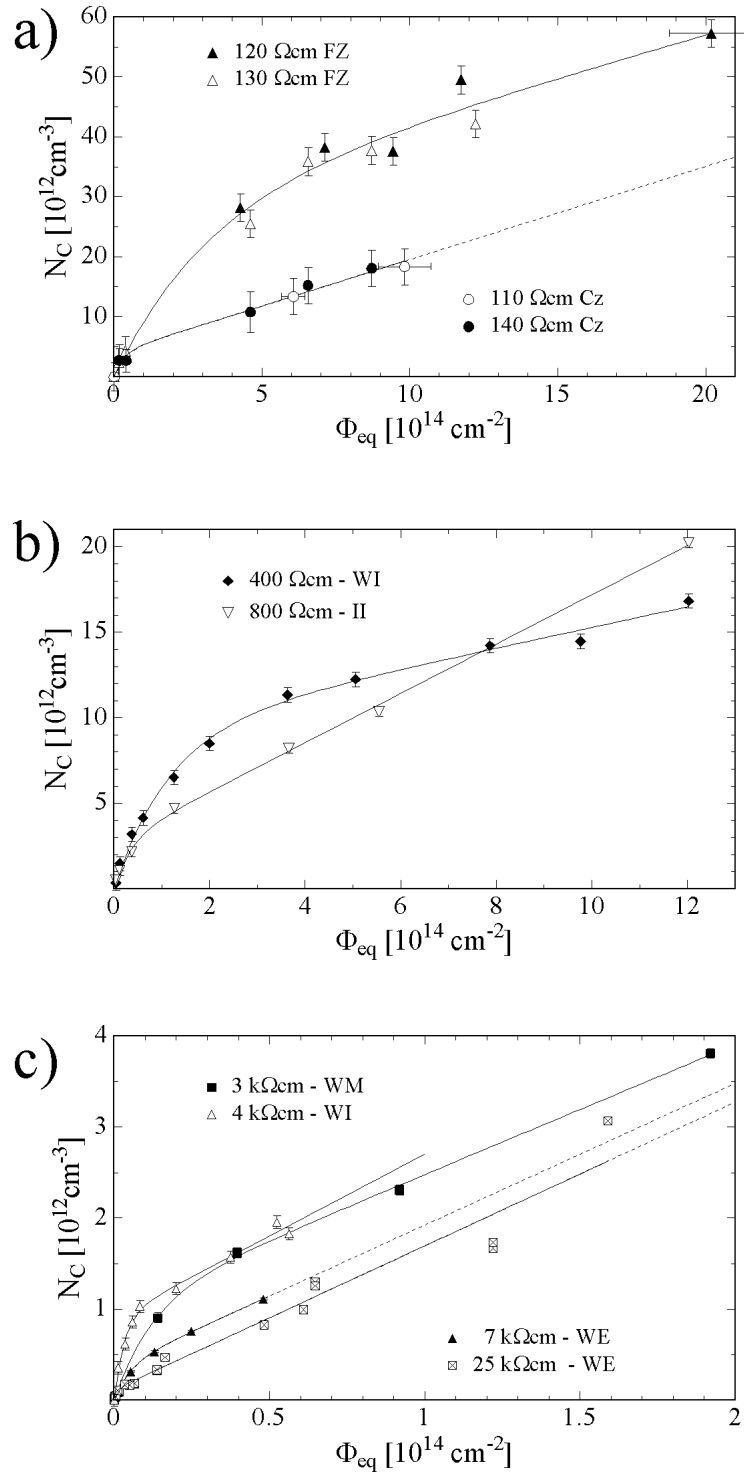 a)
60
50
40
30
20
10
N_C [10^12 cm^-3]
▲ 120 Ωcm FZ
△ 130 Ωcm FZ
○ 110 Ωcm Cz
● 140 Ωcm Cz
0 5 10 15 20
Φ_eq [10^14 cm^-2]
b)
20
15
10
5
N_C [10^12 cm^-3]
◆ 400 Ωcm - WI
▽ 800 Ωcm - II
0 2 4 6 8 10 12
Φ_eq [10^14 cm^-2]
c)
4
3
2
1
N_C [10^12 cm^-3]
■ 3 kΩcm - WM
△ 4 kΩcm - WI
▲ 7 kΩcm - WE
⊠ 25 kΩcm - WE
0 0.5 1 1.5 2
Φ_eq [10^14 cm^-2]